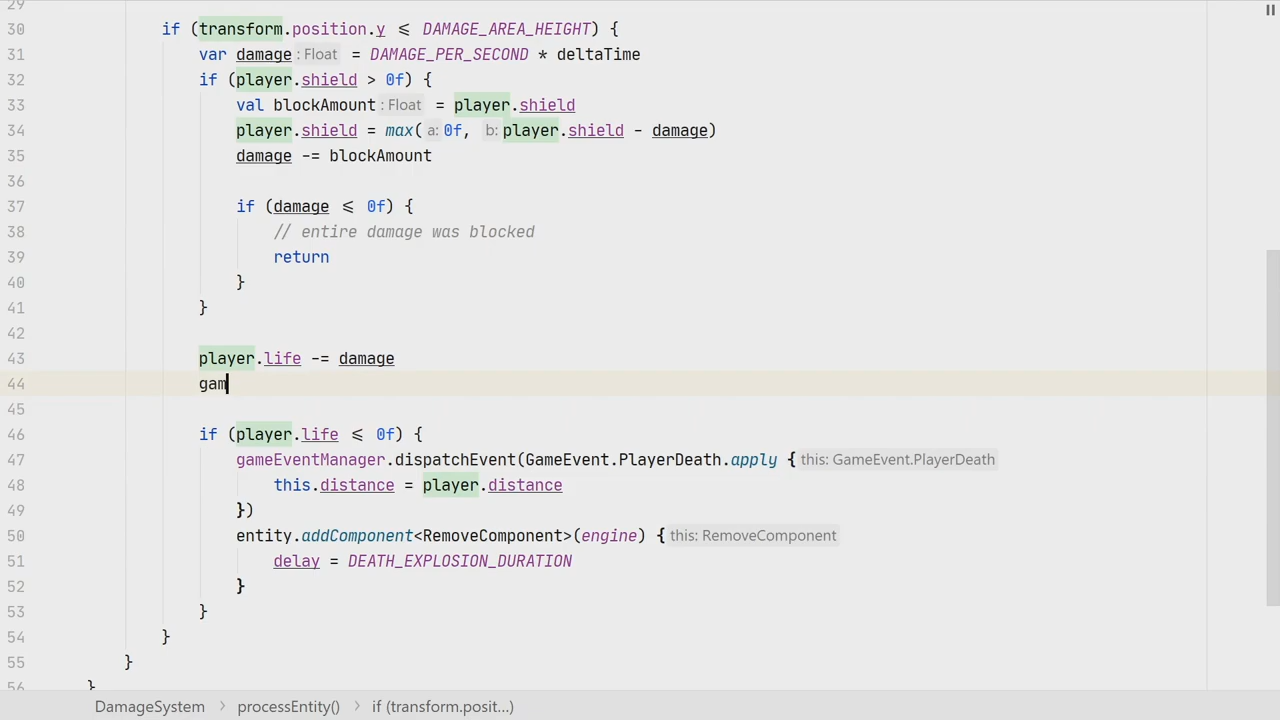 29
30 if (transform.position.y ≤ DAMAGE_AREA_HEIGHT) {
31 var damage : Float = DAMAGE_PER_SECOND * deltaTime
32 if (player.shield > 0f) {
33 val blockAmount : Float = player.shield
34 player.shield = max( a: 0f, b: player.shield - damage)
35 damage -= blockAmount
36
37 if (damage ≤ 0f) {
38 // entire damage was blocked
39 return
40 }
41 }
42
43 player.life -= damage
44 gam
45
46 if (player.life ≤ 0f) {
47 gameEventManager.dispatchEvent(GameEvent.PlayerDeath.apply { this: GameEvent.PlayerDeath
48 this.distance = player.distance
49 })
50 entity.addComponent<RemoveComponent>(engine) { this: RemoveComponent
51 delay = DEATH_EXPLOSION_DURATION
52 }
53 }
54 }
55 }
56 }
DamageSystem > processEntity() > if (transform.posit...)